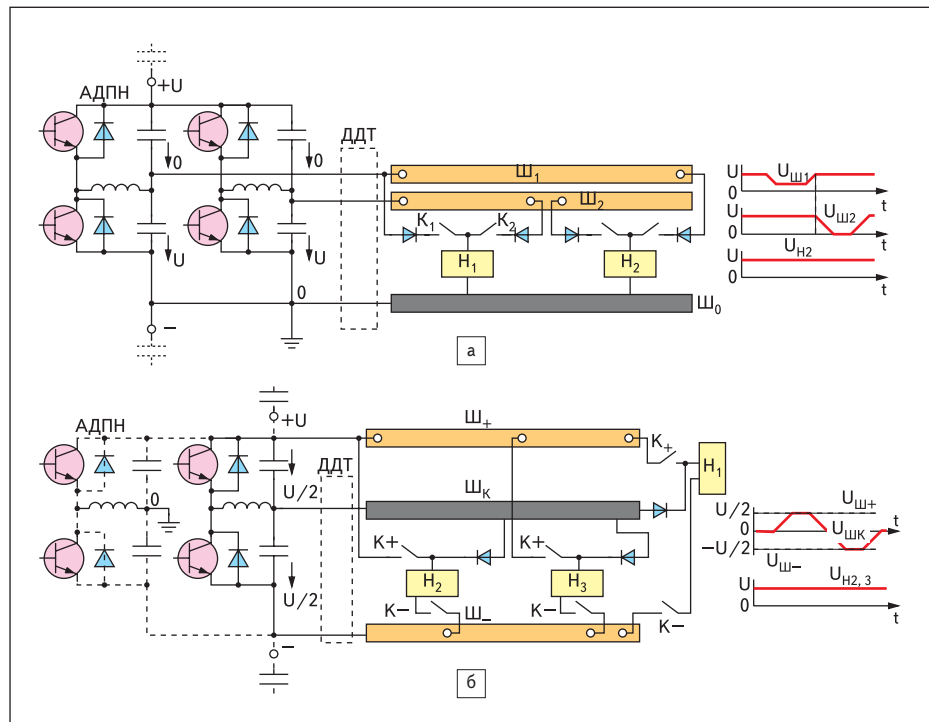 +U
АДПН
ДДТ
0
0
Ш1
Ш2
К1
К2
U
U
Н1
Н2
0
Ш0
−
U
0
UШ1
t
U
0
UШ2
t
UН2
U
0
t
а
+U
АДПН
Ш+
ДДТ
К+
Н1
0
U/2
ШК
U/2
0
−U/2
UШ+
UШК
t
UШ−
К+
К+
U/2
Н2
Н3
К−
К−
К−
Ш−
U
0
UН2, 3
t
−
б